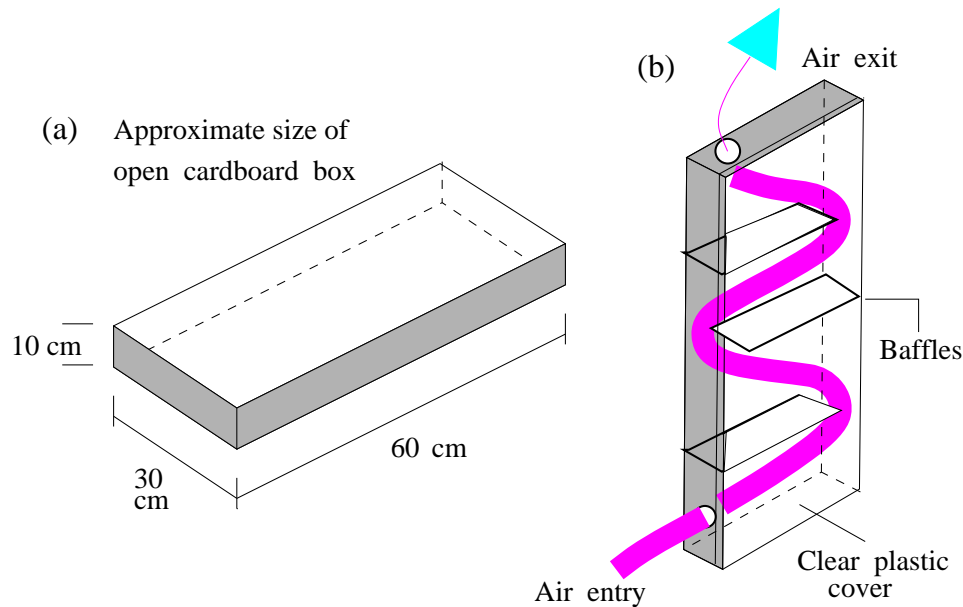 (a) Approximate size of
open cardboard box
10 cm
30
cm
60 cm
(b)
Air exit
Baffles
Clear plastic
cover
Air entry